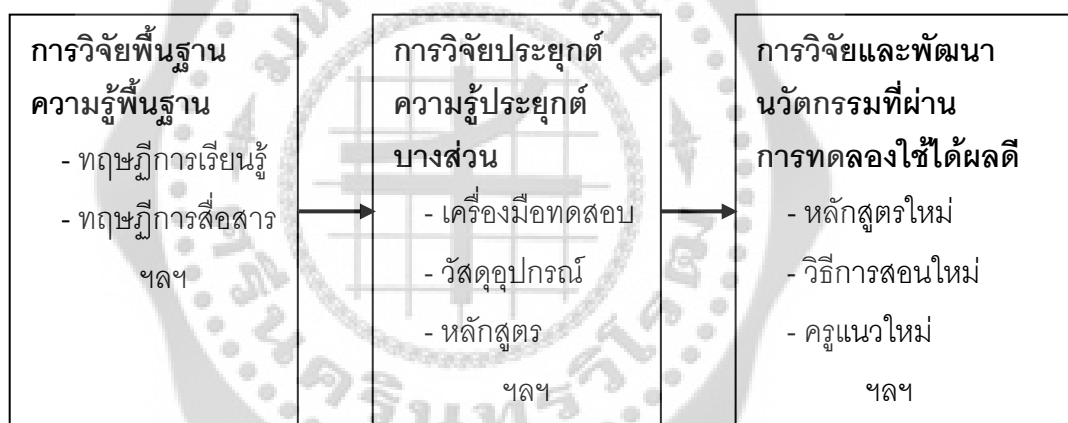 การวิจัยพื้นฐาน
ความรู้พื้นฐาน
- ทฤษฎีการเรียนรู้
- ทฤษฎีการสื่อสาร
ฯลฯ
การวิจัยประยุกต์
ความรู้ประยุกต์
บางส่วน
- เครื่องมือทดสอบ
- วัสดุอุปกรณ์
- หลักสูตร
ฯลฯ
การวิจัยและพัฒนา
นวัตกรรมที่ผ่าน
การทดลองใช้ได้ผลดี
- หลักสูตรใหม่
- วิธีการสอนใหม่
- ครูแนวใหม่
ฯลฯ